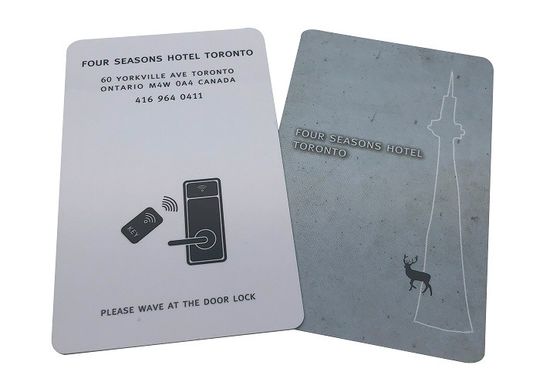 FOUR SEASONS HOTEL TORONTO
60 YORKVILLE AVE TORONTO
ONTARIO M4W 0A4 CANADA
416 964 0411
KEY
PLEASE WAVE AT THE DOOR LOCK
FOUR SEASONS HOTEL
TORONTO